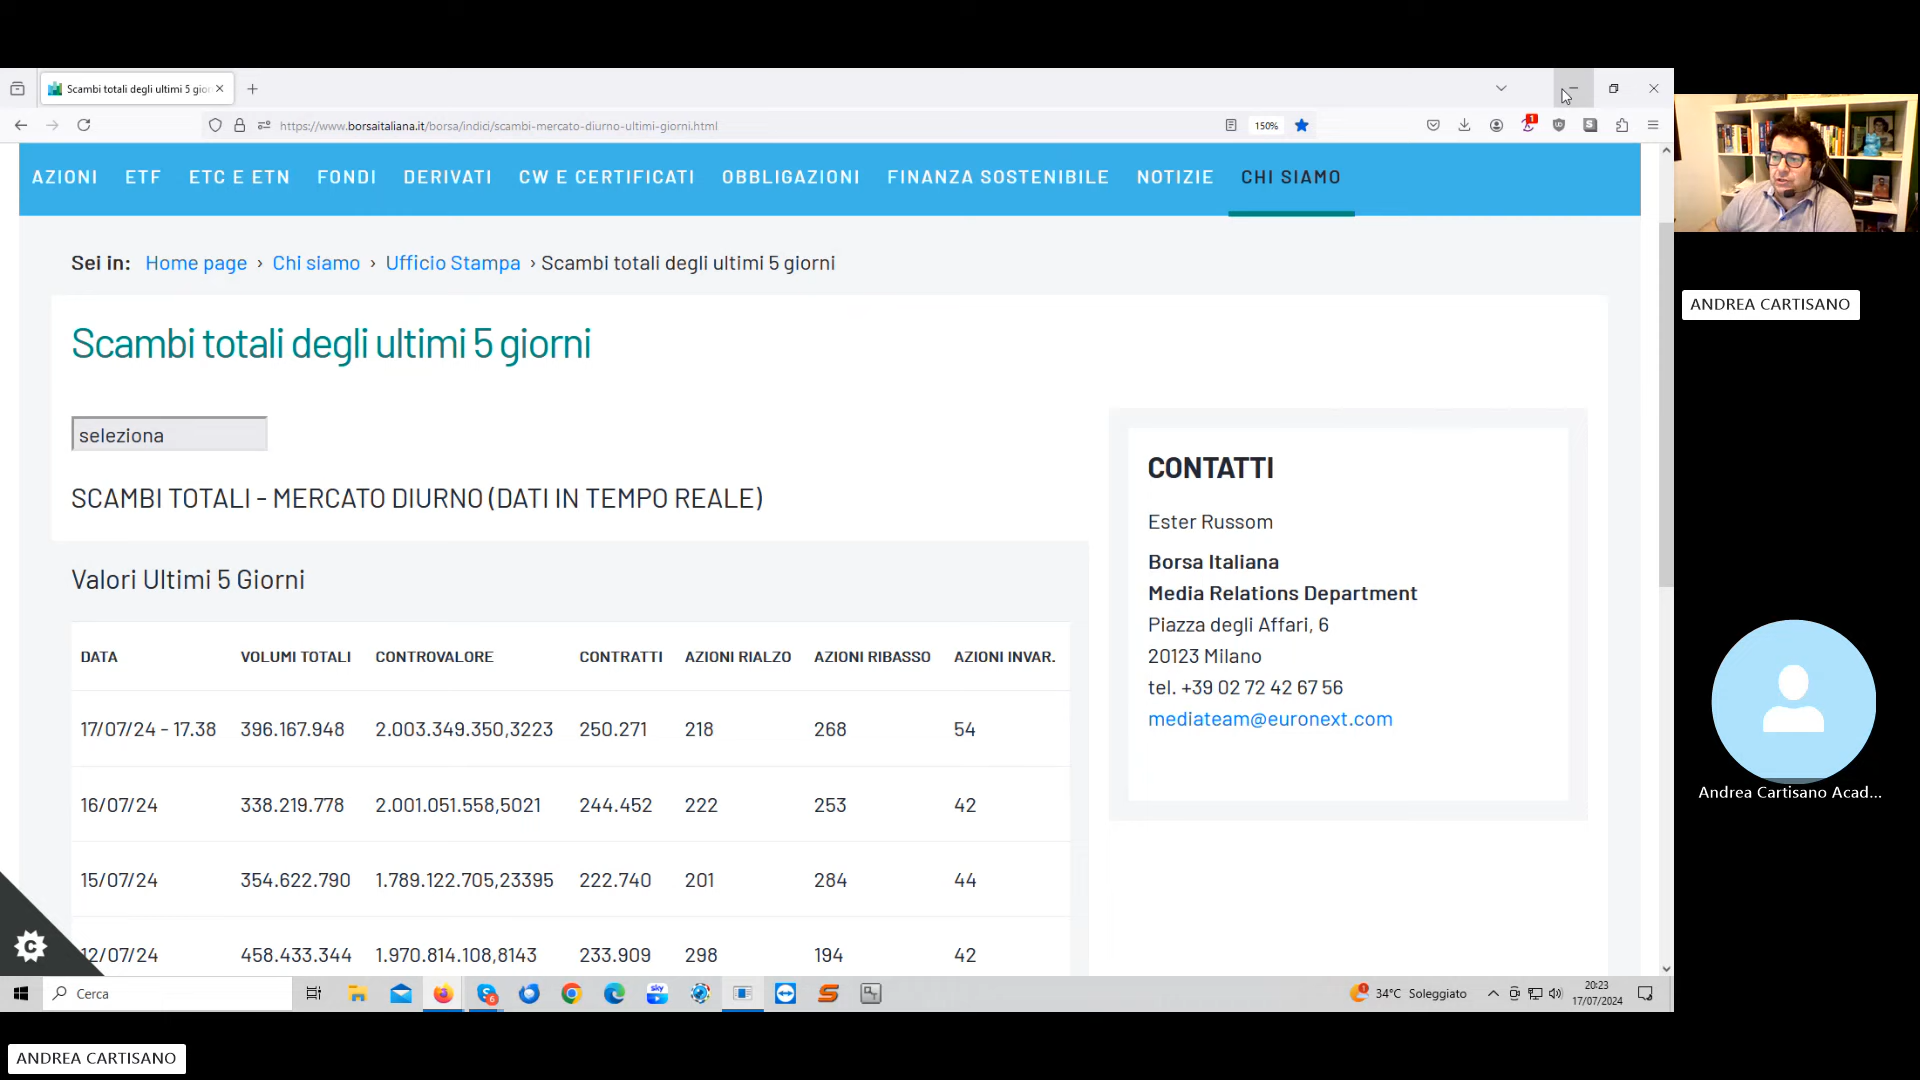 Scambi totali degli ultimi 5 gior
https://www.borsaitaliana.it/borsa/indici/scambi-mercato-diurno-ultimi-giorni.html
150%
1
AZIONI ETF ETC E ETN FONDI DERIVATI CW E CERTIFICATI OBBLIGAZIONI FINANZA SOSTENIBILE NOTIZIE CHI SIAMO
Sei in: Home page › Chi siamo › Ufficio Stampa › Scambi totali degli ultimi 5 giorni
Scambi totali degli ultimi 5 giorni
seleziona
SCAMBI TOTALI - MERCATO DIURNO (DATI IN TEMPO REALE)
Valori Ultimi 5 Giorni
DATA VOLUMI TOTALI CONTROVALORE CONTRATTI AZIONI RIALZO AZIONI RIBASSO AZIONI INVAR.
17/07/24 - 17.38 396.167.948 2.003.349.350,3223 250.271 218 268 54
16/07/24 338.219.778 2.001.051.558,5021 244.452 222 253 42
15/07/24 354.622.790 1.789.122.705,23395 222.740 201 284 44
12/07/24 458.433.344 1.970.814.108,8143 233.909 298 194 42
CONTATTI
Ester Russom
Borsa Italiana
Media Relations Department
Piazza degli Affari, 6
20123 Milano
tel. +39 02 72 42 67 56
mediateam@euronext.com
Cerca
sky
6
1
34°C Soleggiato
20:23
17/07/2024
ANDREA CARTISANO
Andrea Cartisano Acad...
ANDREA CARTISANO